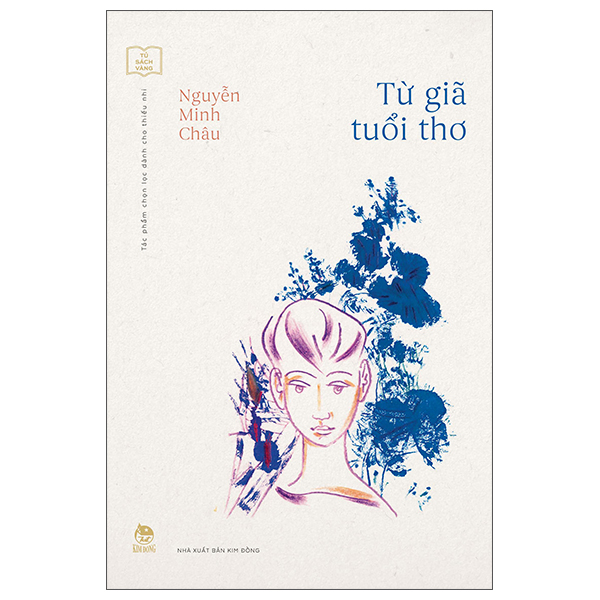 TỦ
SÁCH
VÀNG
Tác phẩm chọn lọc dành cho thiếu nhi
Nguyễn
Minh
Châu
Từ giã
tuổi thơ
KIM ĐỒNG
NHÀ XUẤT BẢN KIM ĐỒNG